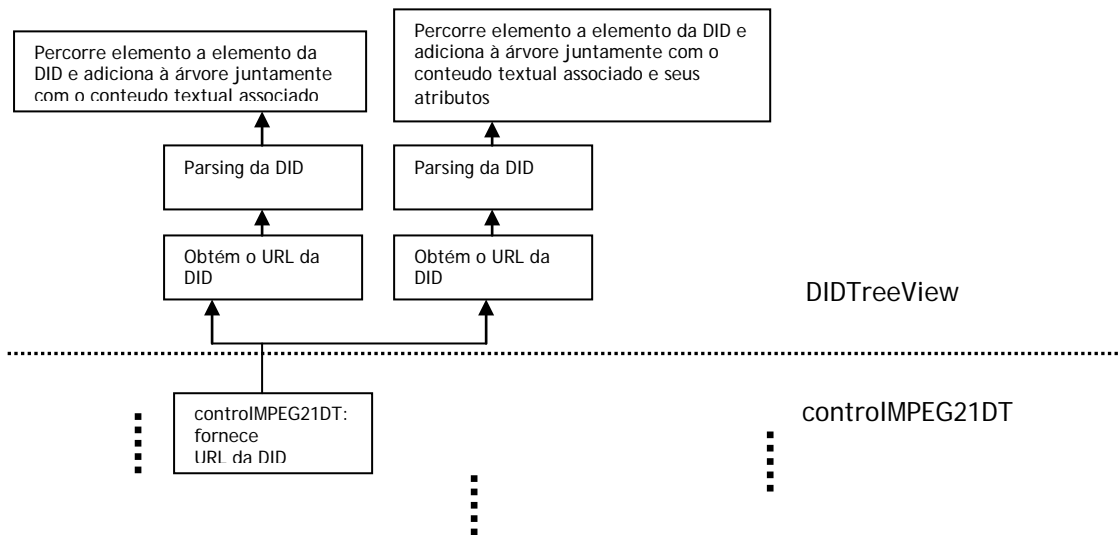 Percorre elemento a elemento da
DID e adiciona à árvore juntamente
com o conteudo textual associado
Percorre elemento a elemento da DID e
adiciona à árvore juntamente com o
conteudo textual associado e seus
atributos
Parsing da DID
Parsing da DID
Obtém o URL da
DID
Obtém o URL da
DID
DIDTreeView
controlMPEG21DT:
fornece
URL da DID
controlMPEG21DT